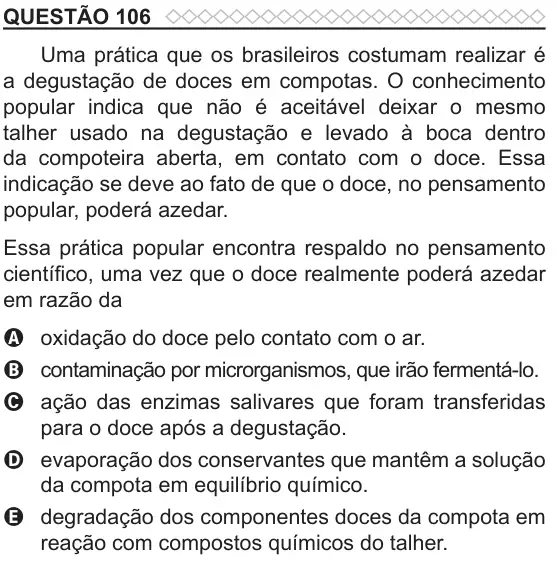 QUESTÃO 106
Uma prática que os brasileiros costumam realizar é
a degustação de doces em compotas. O conhecimento
popular indica que não é aceitável deixar o mesmo
talher usado na degustação e levado à boca dentro
da compoteira aberta, em contato com o doce. Essa
indicação se deve ao fato de que o doce, no pensamento
popular, poderá azedar.
Essa prática popular encontra respaldo no pensamento
científico, uma vez que o doce realmente poderá azedar
em razão da
A oxidação do doce pelo contato com o ar.
B contaminação por microrganismos, que irão fermentá-lo.
C ação das enzimas salivares que foram transferidas
para o doce após a degustação.
D evaporação dos conservantes que mantêm a solução
da compota em equilíbrio químico.
E degradação dos componentes doces da compota em
reação com compostos químicos do talher.